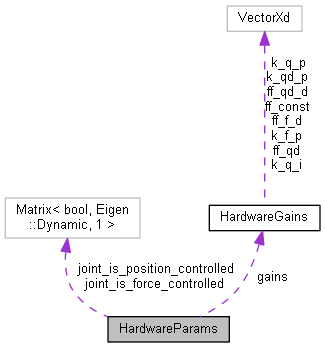 VectorXd
k_q_p
k_qd_p
ff_qd_d
ff_const
ff_f_d
k_f_p
ff_qd
k_q_i
Matrix< bool, Eigen
::Dynamic, 1 >
HardwareGains
joint_is_position_controlled
joint_is_force_controlled
gains
HardwareParams